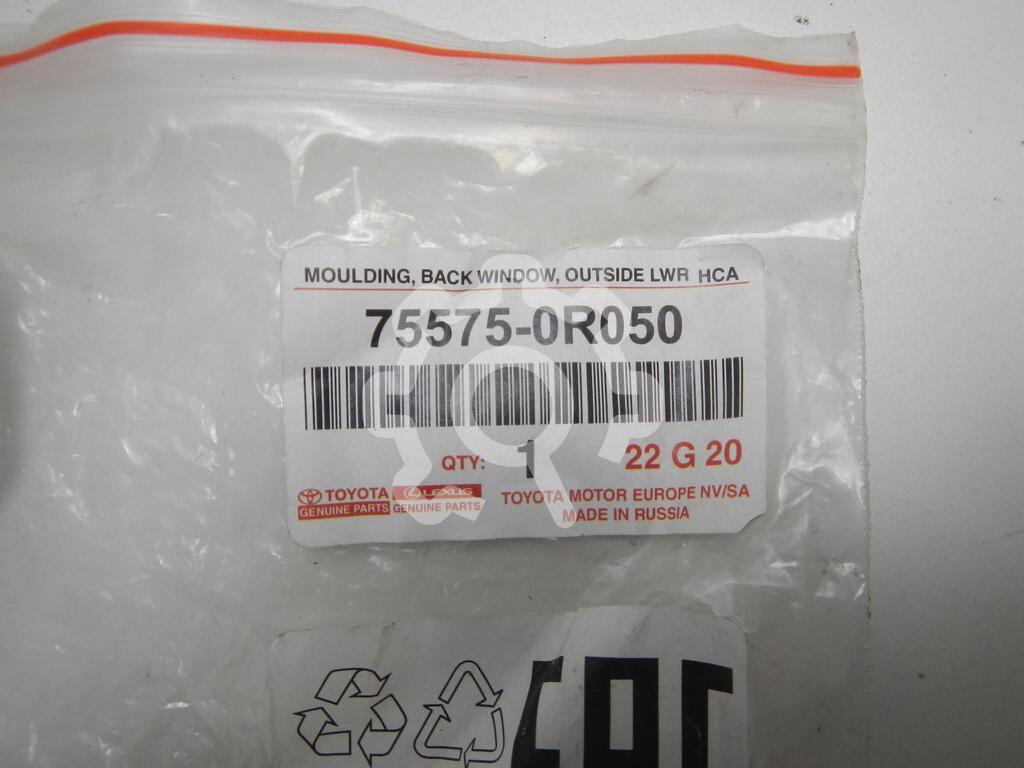 MOULDING, BACK WINDOW, OUTSIDE LWR HCA
75575-0R050
QTY: 1 22 G 20
TOYOTA LEXUS TOYOTA MOTOR EUROPE NV/SA
GENUINE PARTS GENUINE PARTS MADE IN RUSSIA